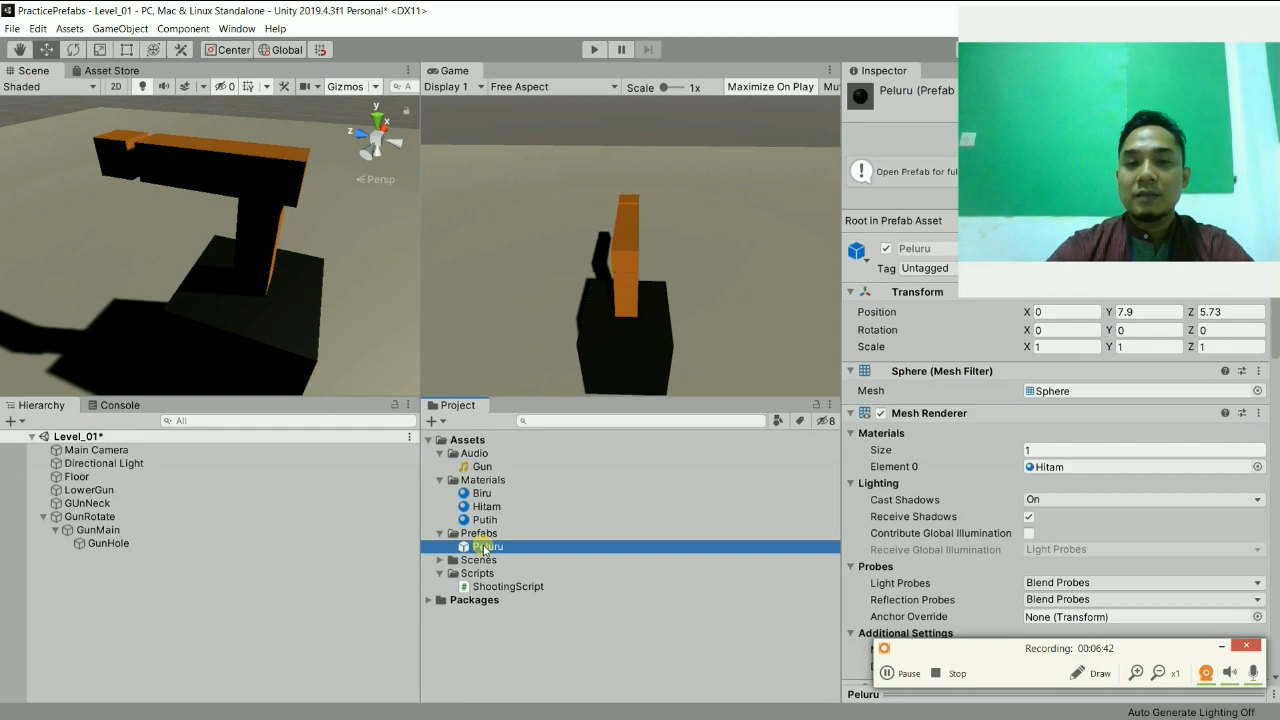 PracticePrefabs - Level_01 - PC, Mac & Linux Standalone - Unity 2019.4.3f1 Personal* <DX11>
File Edit Assets GameObject Component Window Help
Center Global
Scene Asset Store
Game
Inspector
Shaded 2D 0 Gizmos A
Display 1 Free Aspect Scale 1x Maximize On Play Mu
Peluru (Prefab
y
x
z
Persp
Open Prefab for ful
Root in Prefab Asset
Peluru
Tag Untagged
Transform
Position X 0 Y 7.9 Z 5.73
Rotation X 0 Y 0 Z 0
Scale X 1 Y 1 Z 1
Sphere (Mesh Filter)
Mesh Sphere
Mesh Renderer
Materials
Size 1
Element 0 Hitam
Lighting
Cast Shadows On
Receive Shadows
Contribute Global Illumination
Receive Global Illumination Light Probes
Probes
Light Probes Blend Probes
Reflection Probes Blend Probes
Anchor Override None (Transform)
Additional Settings
Hierarchy Console
All
Level_01*
Main Camera
Directional Light
Floor
LowerGun
GUnNeck
GunRotate
GunMain
GunHole
Project
8
Assets
Audio
Gun
Materials
Biru
Hitam
Putih
Prefabs
Peluru
Scenes
Scripts
ShootingScript
Packages
Recording: 00:06:42
Pause Stop Draw x1
Peluru
Auto Generate Lighting Off